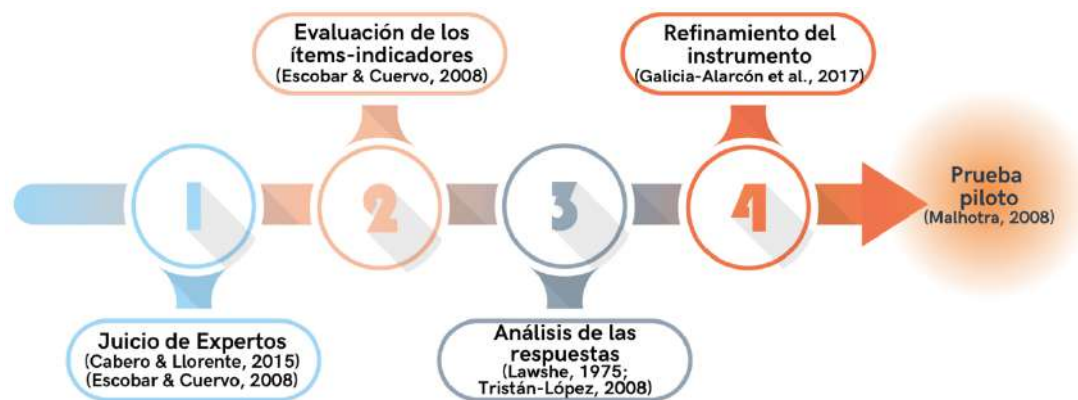 1
Juicio de Expertos
(Cabero & Llorente, 2015)
(Escobar & Cuervo, 2008)
Evaluación de los
ítems-indicadores
(Escobar & Cuervo, 2008)
2
3
Análisis de las
respuestas
(Lawshe, 1975;
Tristán-López, 2008)
Refinamiento del
instrumento
(Galicia-Alarcón et al., 2017)
4
Prueba
piloto
(Malhotra, 2008)